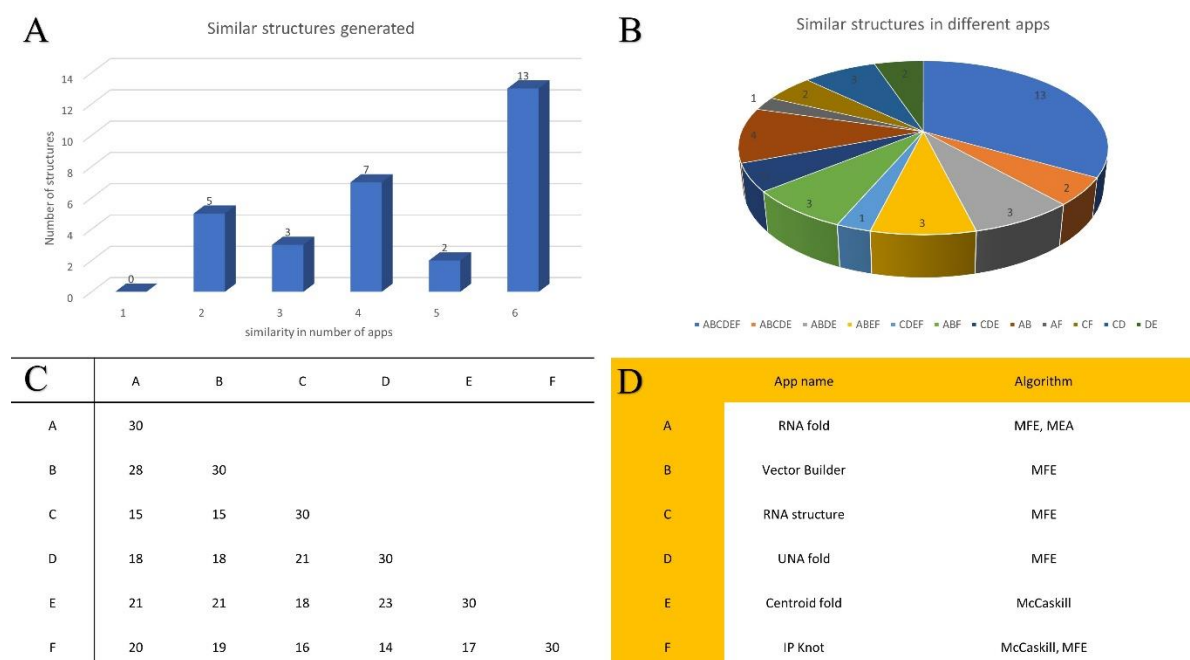 A
Similar structures generated
Number of structures
14
12
10
8
6
4
2
0
0
5
3
7
2
13
1 2 3 4 5 6
similarity in number of apps
B
Similar structures in different apps
13
2
3
3
1
3
4
1
2
3
2
ABCDEF ABCDE ABDE ABEF CDEF ABF CDE AB AF CF CD DE
C
A B C D E F
A 30
B 28 30
C 15 15 30
D 18 18 21 30
E 21 21 18 23 30
F 20 19 16 14 17 30
D
App name Algorithm
A RNA fold MFE, MEA
B Vector Builder MFE
C RNA structure MFE
D UNA fold MFE
E Centroid fold McCaskill
F IP Knot McCaskill, MFE